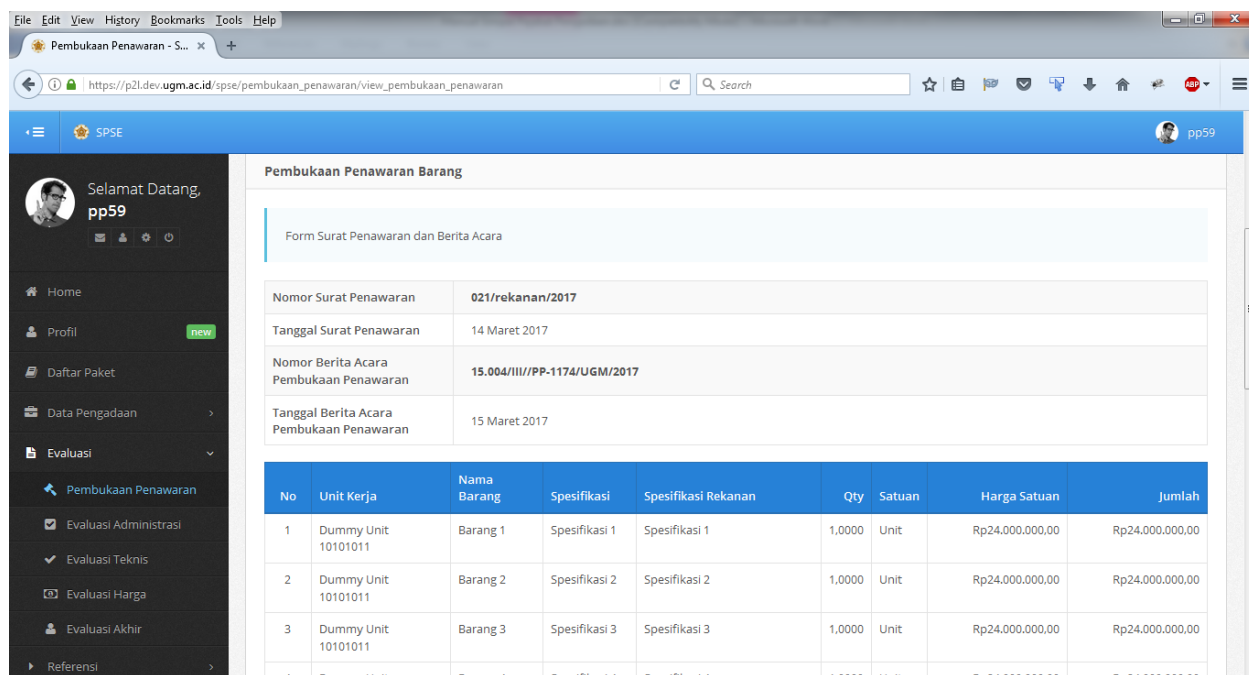 File Edit View History Bookmarks Tools Help
Pembukaan Penawaran - S... × +
https://p2l.dev.ugm.ac.id/spse/pembukaan_penawaran/view_pembukaan_penawaran Search ABP
SPSE pp59
Selamat Datang,
pp59
Home
Profil new
Daftar Paket
Data Pengadaan
Evaluasi
Pembukaan Penawaran
Evaluasi Administrasi
Evaluasi Teknis
Evaluasi Harga
Evaluasi Akhir
Referensi
Pembukaan Penawaran Barang
Form Surat Penawaran dan Berita Acara
Nomor Surat Penawaran 021/rekanan/2017
Tanggal Surat Penawaran 14 Maret 2017
Nomor Berita Acara
Pembukaan Penawaran 15.004/III//PP-1174/UGM/2017
Tanggal Berita Acara
Pembukaan Penawaran 15 Maret 2017
No Unit Kerja Nama Barang Spesifikasi Spesifikasi Rekanan Qty Satuan Harga Satuan Jumlah
1 Dummy Unit 10101011 Barang 1 Spesifikasi 1 Spesifikasi 1 1,0000 Unit Rp24.000.000,00 Rp24.000.000,00
2 Dummy Unit 10101011 Barang 2 Spesifikasi 2 Spesifikasi 2 1,0000 Unit Rp24.000.000,00 Rp24.000.000,00
3 Dummy Unit 10101011 Barang 3 Spesifikasi 3 Spesifikasi 3 1,0000 Unit Rp24.000.000,00 Rp24.000.000,00